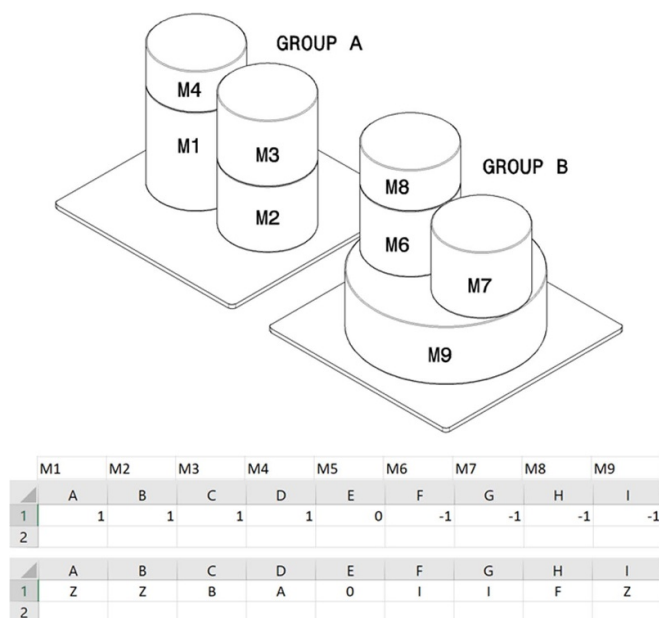 GROUP A
M4
M1
M3
M2
GROUP B
M8
M6
M7
M9
M1 M2 M3 M4 M5 M6 M7 M8 M9
A B C D E F G H I
1 1 1 1 1 0 -1 -1 -1 -1
2
A B C D E F G H I
1 Z Z B A 0 I I F Z
2